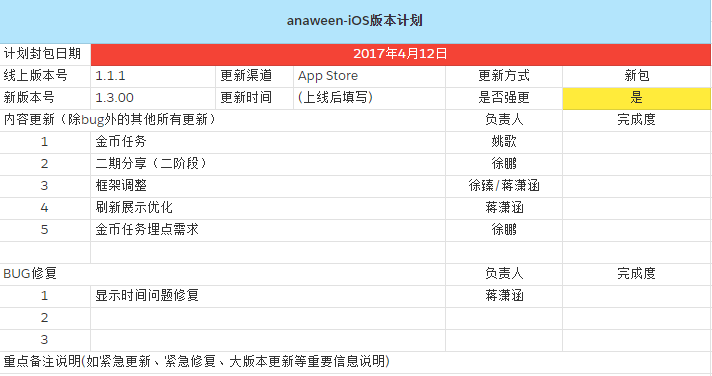 anaween-iOS版本计划
计划封包日期 2017年4月12日
线上版本号 1.1.1 更新渠道 App Store 更新方式 新包
新版本号 1.3.00 更新时间 (上线后填写) 是否强更 是
内容更新（除bug外的其他所有更新） 负责人 完成度
1 金币任务 姚歌
2 二期分享（二阶段） 徐鹏
3 框架调整 徐臻/蒋潇涵
4 刷新展示优化 蒋潇涵
5 金币任务埋点需求 徐鹏
BUG修复 负责人 完成度
1 显示时间问题修复 蒋潇涵
2
3
重点备注说明(如紧急更新、紧急修复、大版本更新等重要信息说明)